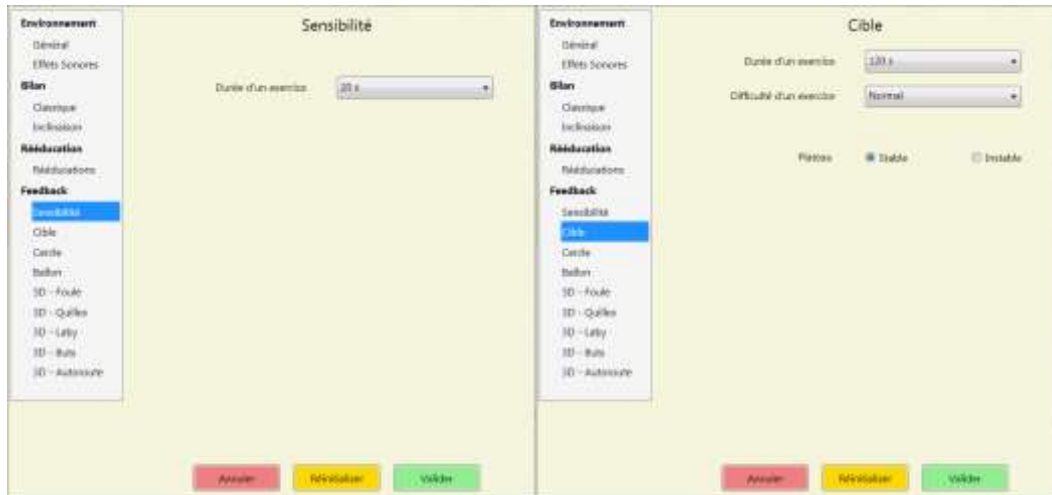 Environnement
Général
Effets Sonores
Bilan
Classique
Inclinaison
Rééducation
Rééducations
Feedback
Sensibilité
Cible
Cercle
Ballon
3D - Foule
3D - Quilles
3D - Laby
3D - Buts
3D - Autoroute
Sensibilité
Durée d'un exercice 20 s
Annuler Réinitialiser Valider
Environnement
Général
Effets Sonores
Bilan
Classique
Inclinaison
Rééducation
Rééducations
Feedback
Sensibilité
Cible
Cercle
Ballon
3D - Foule
3D - Quilles
3D - Laby
3D - Buts
3D - Autoroute
Cible
Durée d'un exercice 120 s
Difficulté d'un exercice Normal
Plateau Stable Instable
Annuler Réinitialiser Valider